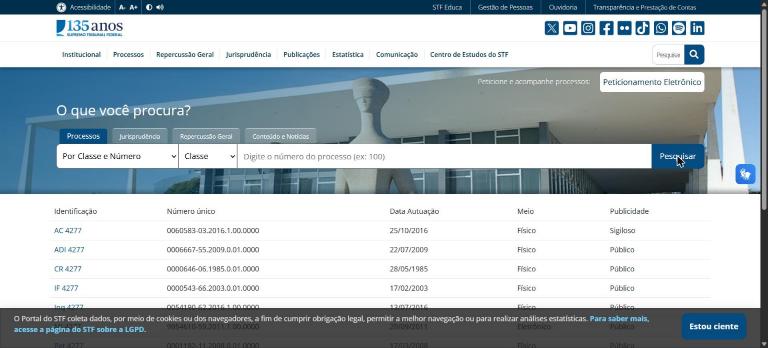 Acessibilidade A- A+ STF Educa Gestão de Pessoas Ouvidoria Transparência e Prestação de Contas
135 anos
SUPREMO TRIBUNAL FEDERAL
Institucional Processos Repercussão Geral Jurisprudência Publicações Estatística Comunicação Centro de Estudos do STF Pesquise
Peticione e acompanhe processos: Peticionamento Eletrônico
O que você procura?
Processos Jurisprudência Repercussão Geral Conteúdo e Notícias
Por Classe e Número Classe Digite o número do processo (ex: 100) Pesquisar
Identificação Número único Data Autuação Meio Publicidade
AC 4277 0060583-03.2016.1.00.0000 25/10/2016 Físico Sigiloso
ADI 4277 0006667-55.2009.0.01.0000 22/07/2009 Físico Público
CR 4277 0000646-06.1985.0.01.0000 28/05/1985 Físico Público
IF 4277 0000543-66.2003.0.01.0000 17/02/2003 Físico Público
O Portal do STF coleta dados, por meio de cookies ou dos navegadores, a fim de cumprir obrigação legal, permitir a melhor navegação ou para realizar análises estatísticas. Para saber mais,
acesse a página do STF sobre a LGPD.
Estou ciente